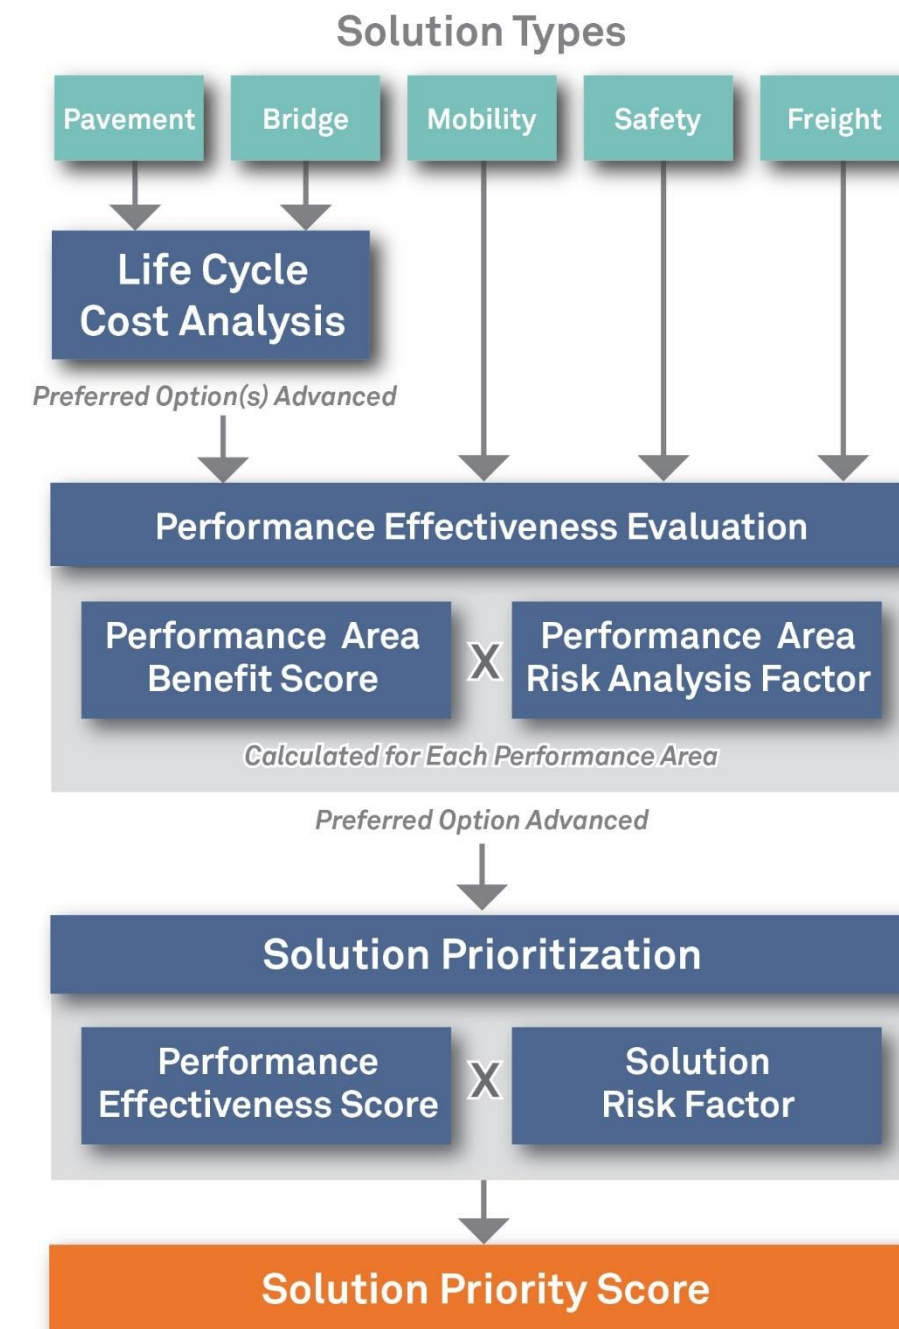 Solution Types
Pavement
Bridge
Mobility
Safety
Freight
Life Cycle
Cost Analysis
Preferred Option(s) Advanced
Performance Effectiveness Evaluation
Performance Area
Benefit Score
X
Performance Area
Risk Analysis Factor
Calculated for Each Performance Area
Preferred Option Advanced
Solution Prioritization
Performance
Effectiveness Score
X
Solution
Risk Factor
Solution Priority Score